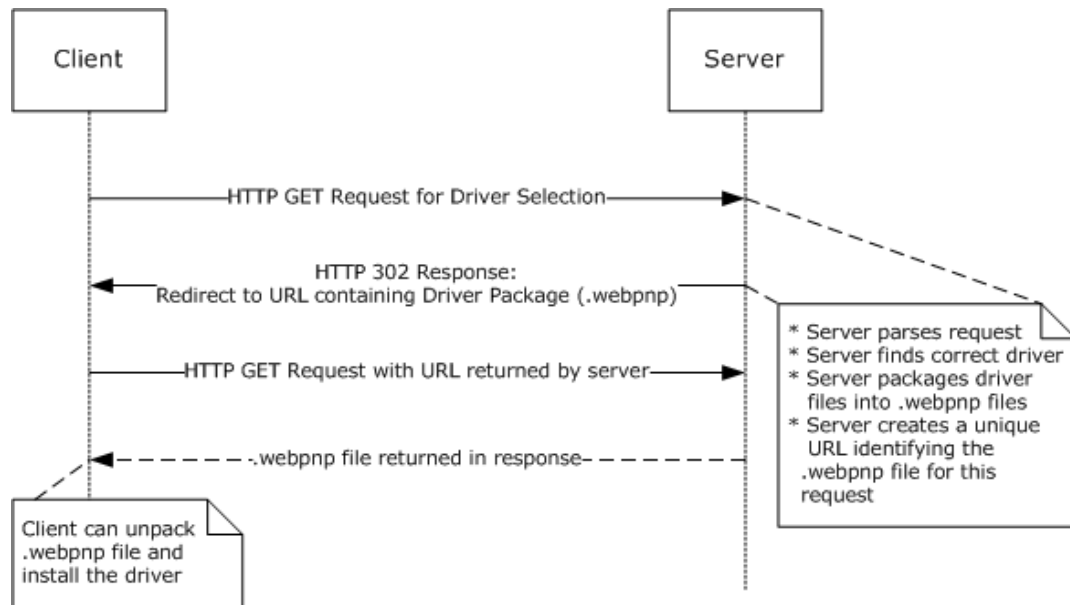 Client
Server
HTTP GET Request for Driver Selection
HTTP 302 Response:
Redirect to URL containing Driver Package (.webpnp)
* Server parses request
* Server finds correct driver
* Server packages driver
files into .webpnp files
* Server creates a unique
URL identifying the
.webpnp file for this
request
HTTP GET Request with URL returned by server
.webpnp file returned in response
Client can unpack
.webpnp file and
install the driver